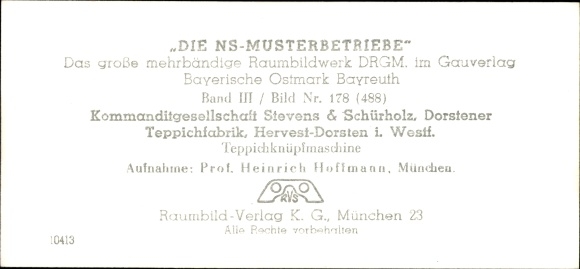 „DIE NS-MUSTERBETRIEBE"
Das große mehrbändige Raumbildwerk DRGM. im Gauverlag
Bayerische Ostmark Bayreuth
Band III / Bild Nr. 178 (488)
Kommanditgesellschaft Stevens & Schürholz, Dorstener
Teppichfabrik, Hervest-Dorsten i. Westf.
Teppichknüpfmaschine
Aufnahme: Prof. Heinrich Hoffmann, München.
RVS
Raumbild-Verlag K. G., München 23
Alle Rechte vorbehalten
10413